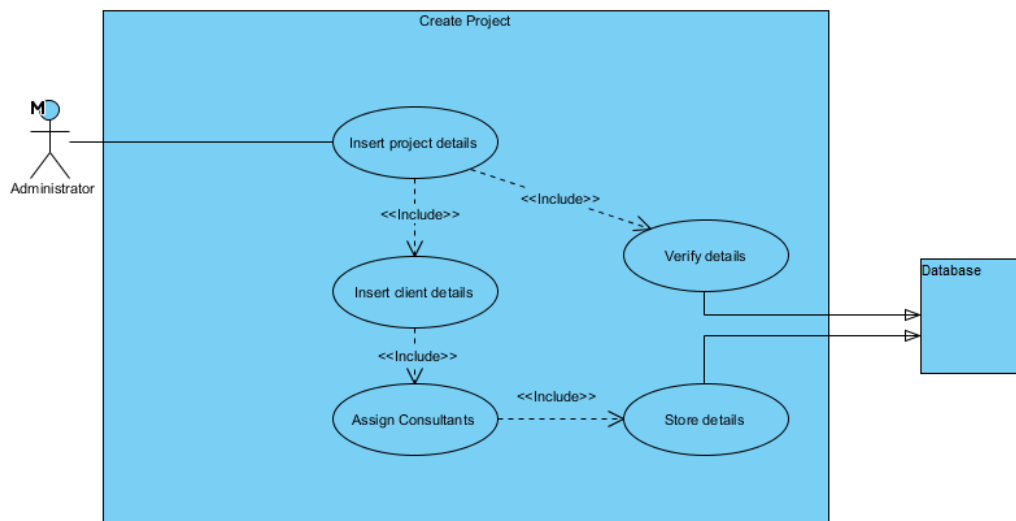 Create Project
M
Administrator
Insert project details
<<Include>>
<<Include>>
Verify details
Database
Insert client details
<<Include>>
<<Include>>
Assign Consultants
Store details